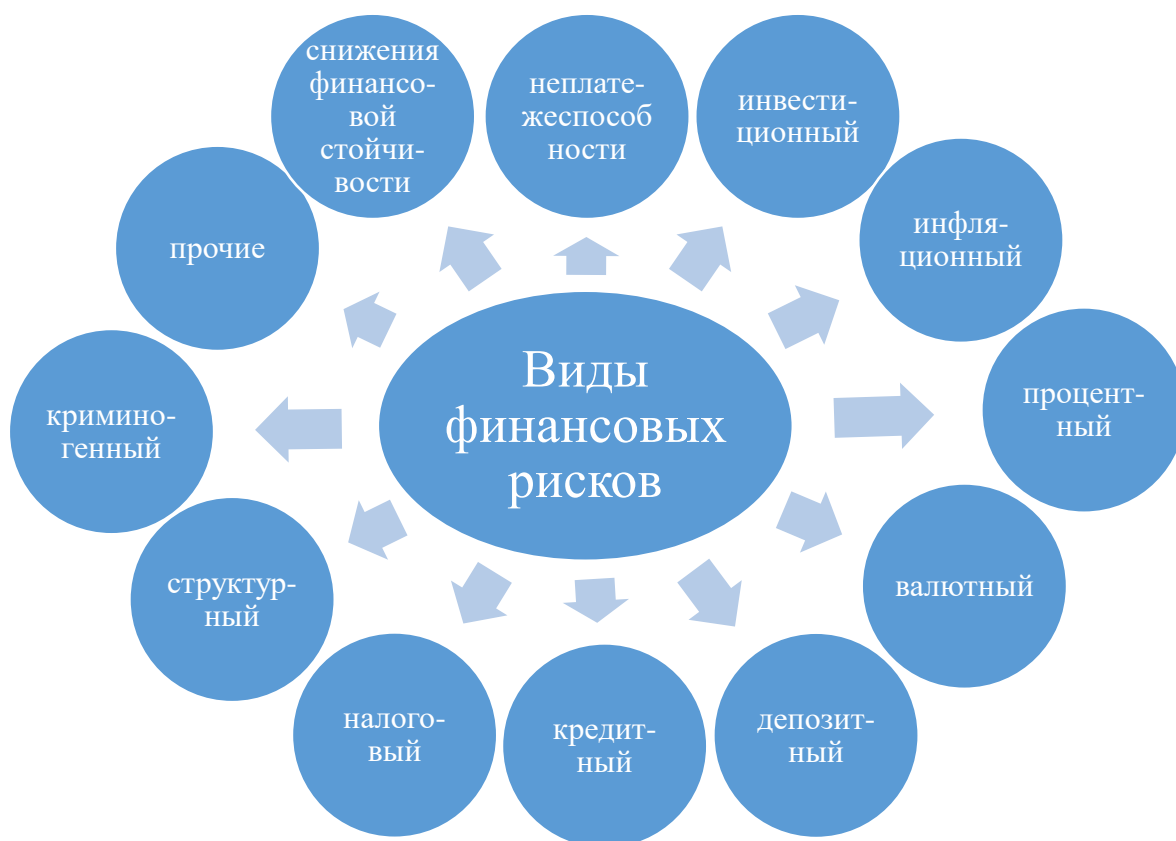 снижения
финансо-
вой
стойчи-
вости
неплате-
жеспособ
ности
инвести-
ционный
инфля-
ционный
процент-
ный
валютный
депозит-
ный
кредит-
ный
налого-
вый
структур-
ный
кримино-
генный
прочие
Виды
финансовых
рисков